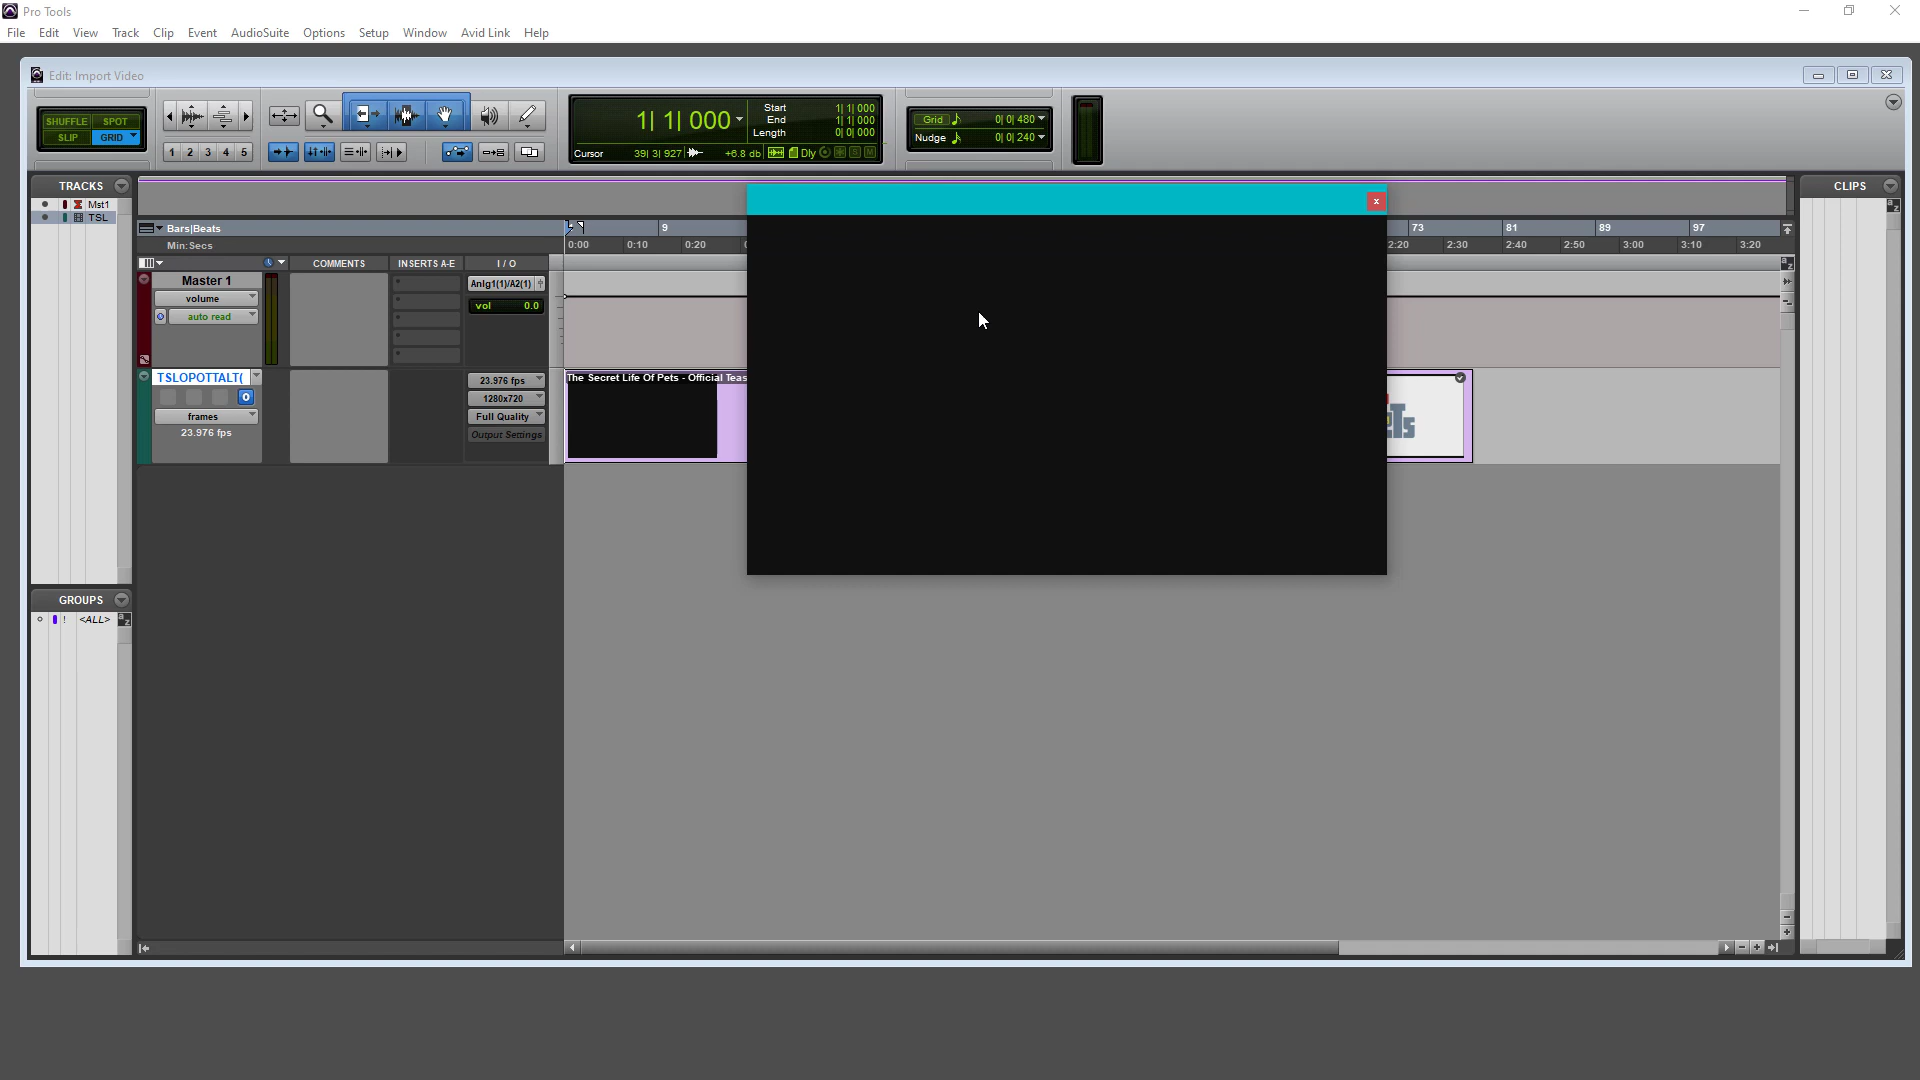 Pro Tools
File Edit View Track Clip Event AudioSuite Options Setup Window Avid Link Help
Edit: Import Video
SHUFFLE SPOT
SLIP GRID
1 2 3 4 5
1| 1| 000
Start 1| 1| 000
End 1| 1| 000
Length 0| 0| 000
Cursor 39| 3| 927 +6.8 db Dly
Grid 0| 0| 480
Nudge 0| 0| 240
TRACKS
Mst1
TSL
CLIPS
Bars|Beats
9 73 81 89 97
Min:Secs
0:00 0:10 0:20 2:20 2:30 2:40 2:50 3:00 3:10 3:20
COMMENTS INSERTS A-E I / O
Master 1
volume
auto read
Anlg1(1)/A2(1)
vol 0.0
TSLOPOTTALT(
frames
23.976 fps
23.976 fps
1280x720
Full Quality
Output Settings
The Secret Life Of Pets - Official Teas
GROUPS
! <ALL>